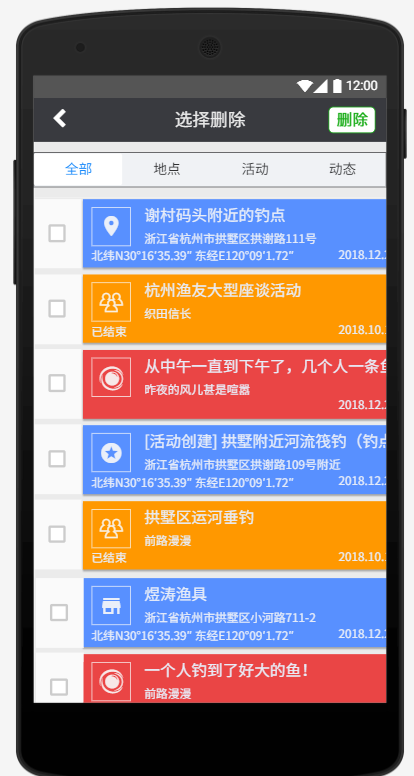 12:00
选择删除
删除
全部
地点
活动
动态
谢村码头附近的钓点
浙江省杭州市拱墅区拱谢路111号
北纬N30°16′35.39″ 东经E120°09′1.72″
2018.12.
杭州渔友大型座谈活动
织田信长
已结束
2018.10.
从中午一直到下午了，几个人一条
昨夜的风儿甚是喧嚣
2018.12.
[活动创建] 拱墅附近河流筏钓（钓
浙江省杭州市拱墅区拱谢路109号附近
北纬N30°16′35.39″ 东经E120°09′1.72″
2018.12.
拱墅区运河垂钓
前路漫漫
已结束
2018.10.
煜涛渔具
浙江省杭州市拱墅区小河路711-2
北纬N30°16′35.39″ 东经E120°09′1.72″
2018.12.
一个人钓到了好大的鱼！
前路漫漫